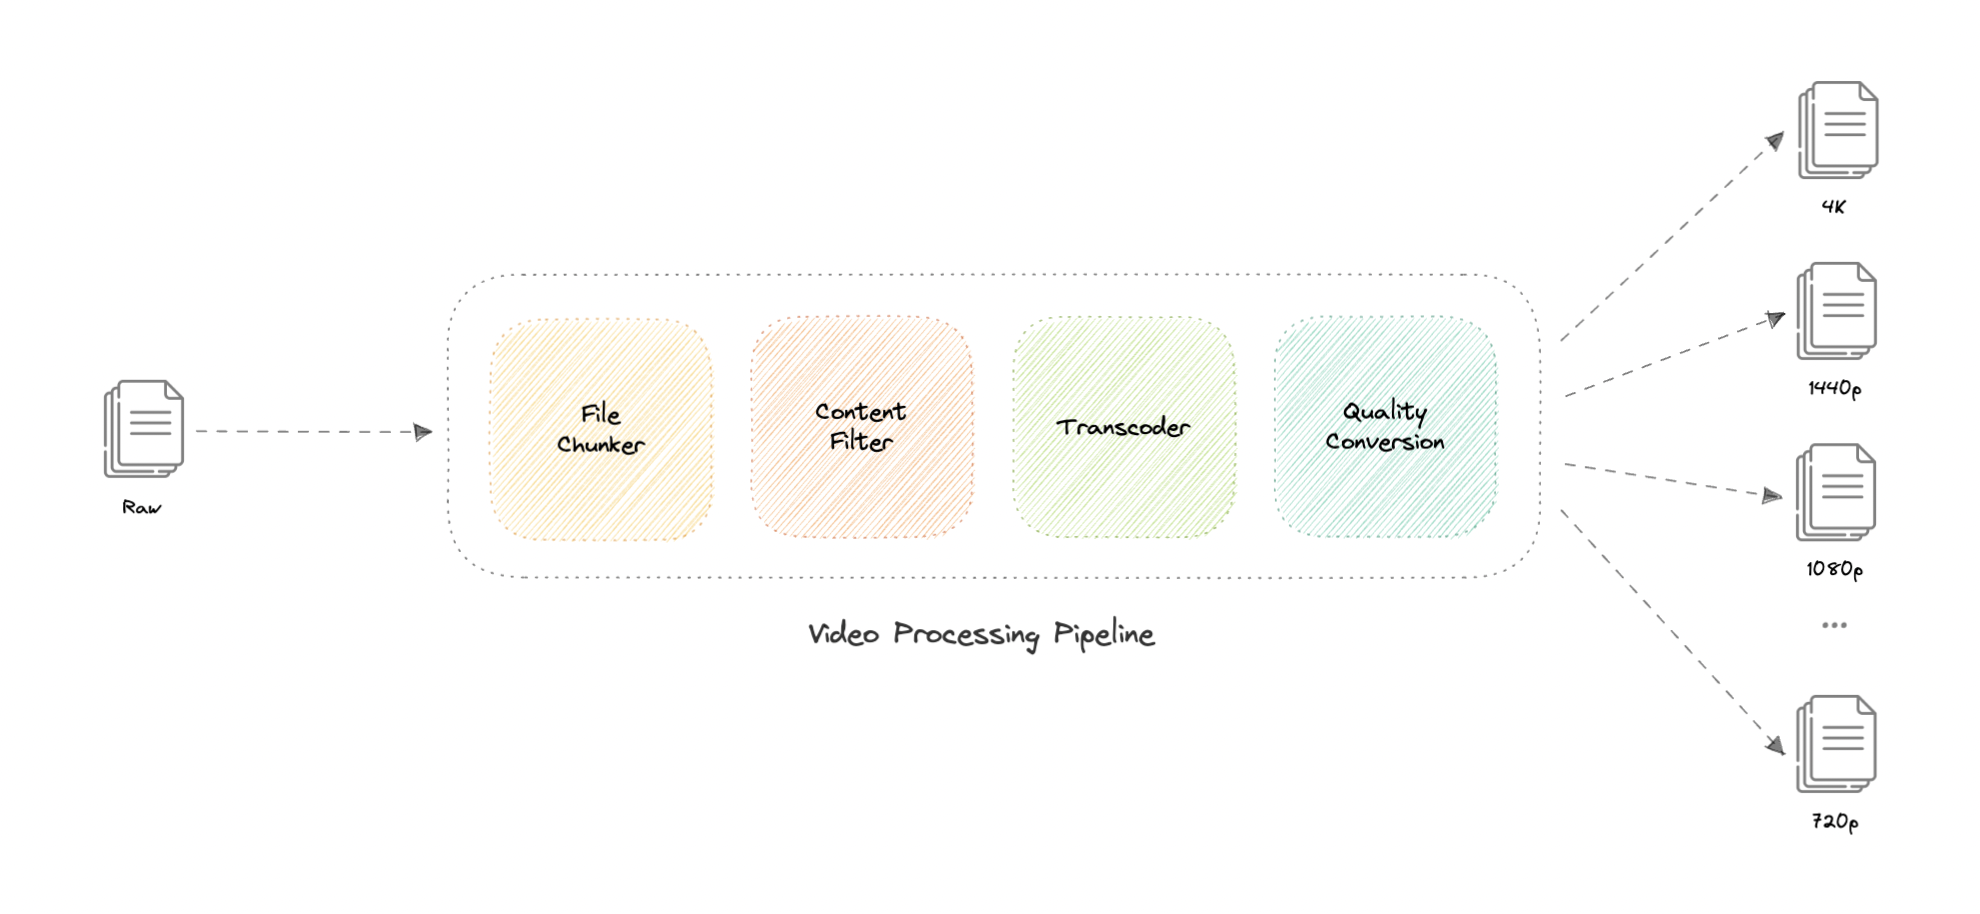 4K
1440p
File
Chunker
Content
Filter
Transcoder
Quality
Conversion
Raw
1080p
...
Video Processing Pipeline
720p